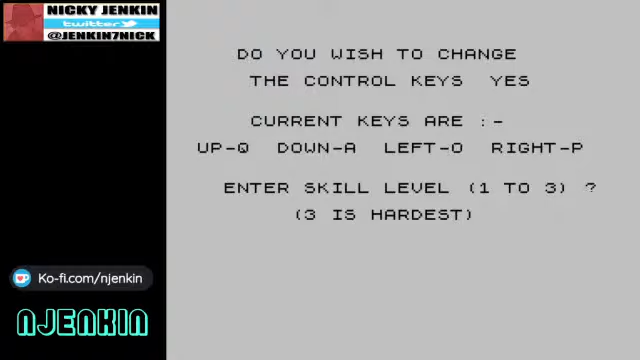 NICKY JENKIN
twitter
@JENKIN7NICK
DO YOU WISH TO CHANGE
THE CONTROL KEYS YES
CURRENT KEYS ARE :-
UP-Q DOWN-A LEFT-O RIGHT-P
ENTER SKILL LEVEL (1 TO 3) ?
(3 IS HARDEST)
Ko-fi.com/njenkin
NJENKIN